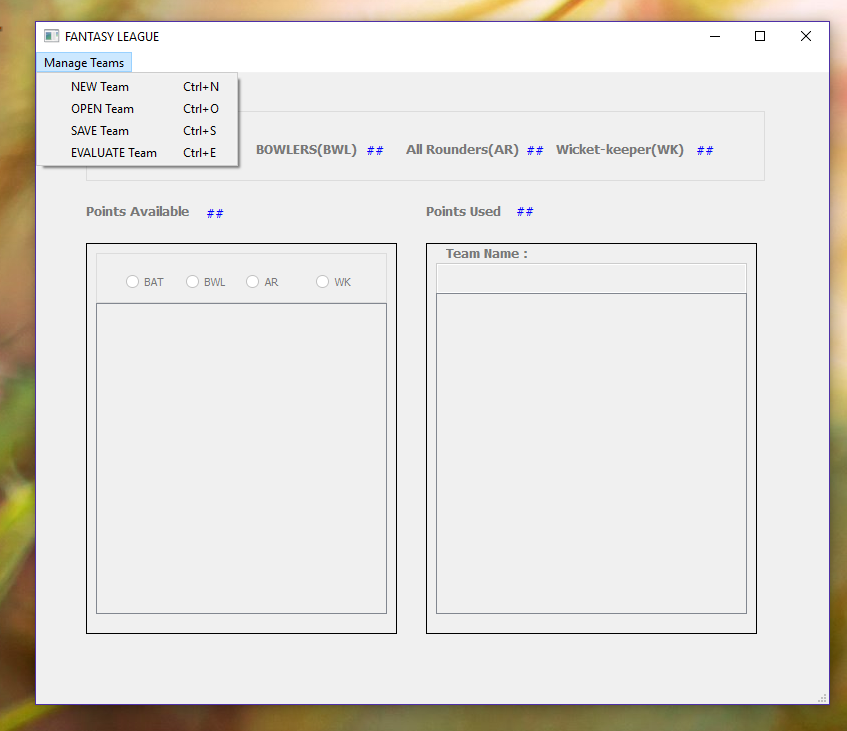 FANTASY LEAGUE
Manage Teams
NEW Team Ctrl+N
OPEN Team Ctrl+O
SAVE Team Ctrl+S
EVALUATE Team Ctrl+E
BOWLERS(BWL) ## All Rounders(AR) ## Wicket-keeper(WK) ##
Points Available ## Points Used ##
Team Name :
BAT BWL AR WK